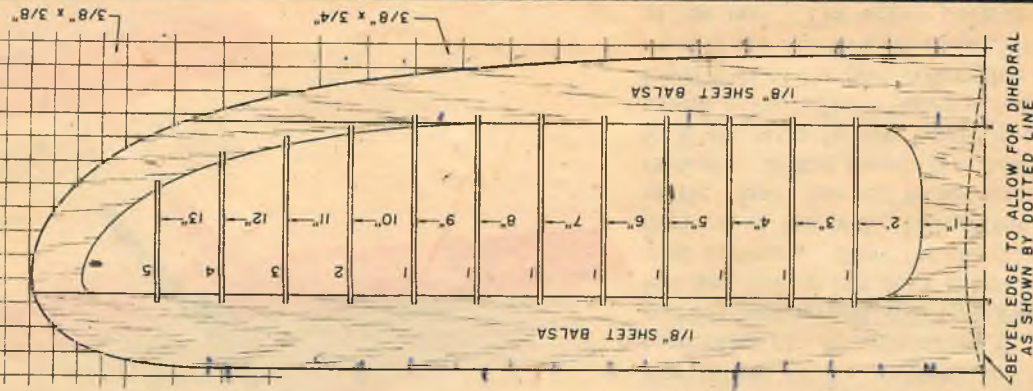 BEVEL EDGE TO ALLOW FOR DIHEDRAL
AS SHOWN BY DOTTED LINE
1/8" SHEET BALSA
1 1 1 1 1 1 1 1 2 3 4 5
1" 2" 3" 4" 5" 6" 7" 8" 9" 10" 11" 12" 13"
1/8" SHEET BALSA
3/8" x 3/4"
3/8" x 3/8"